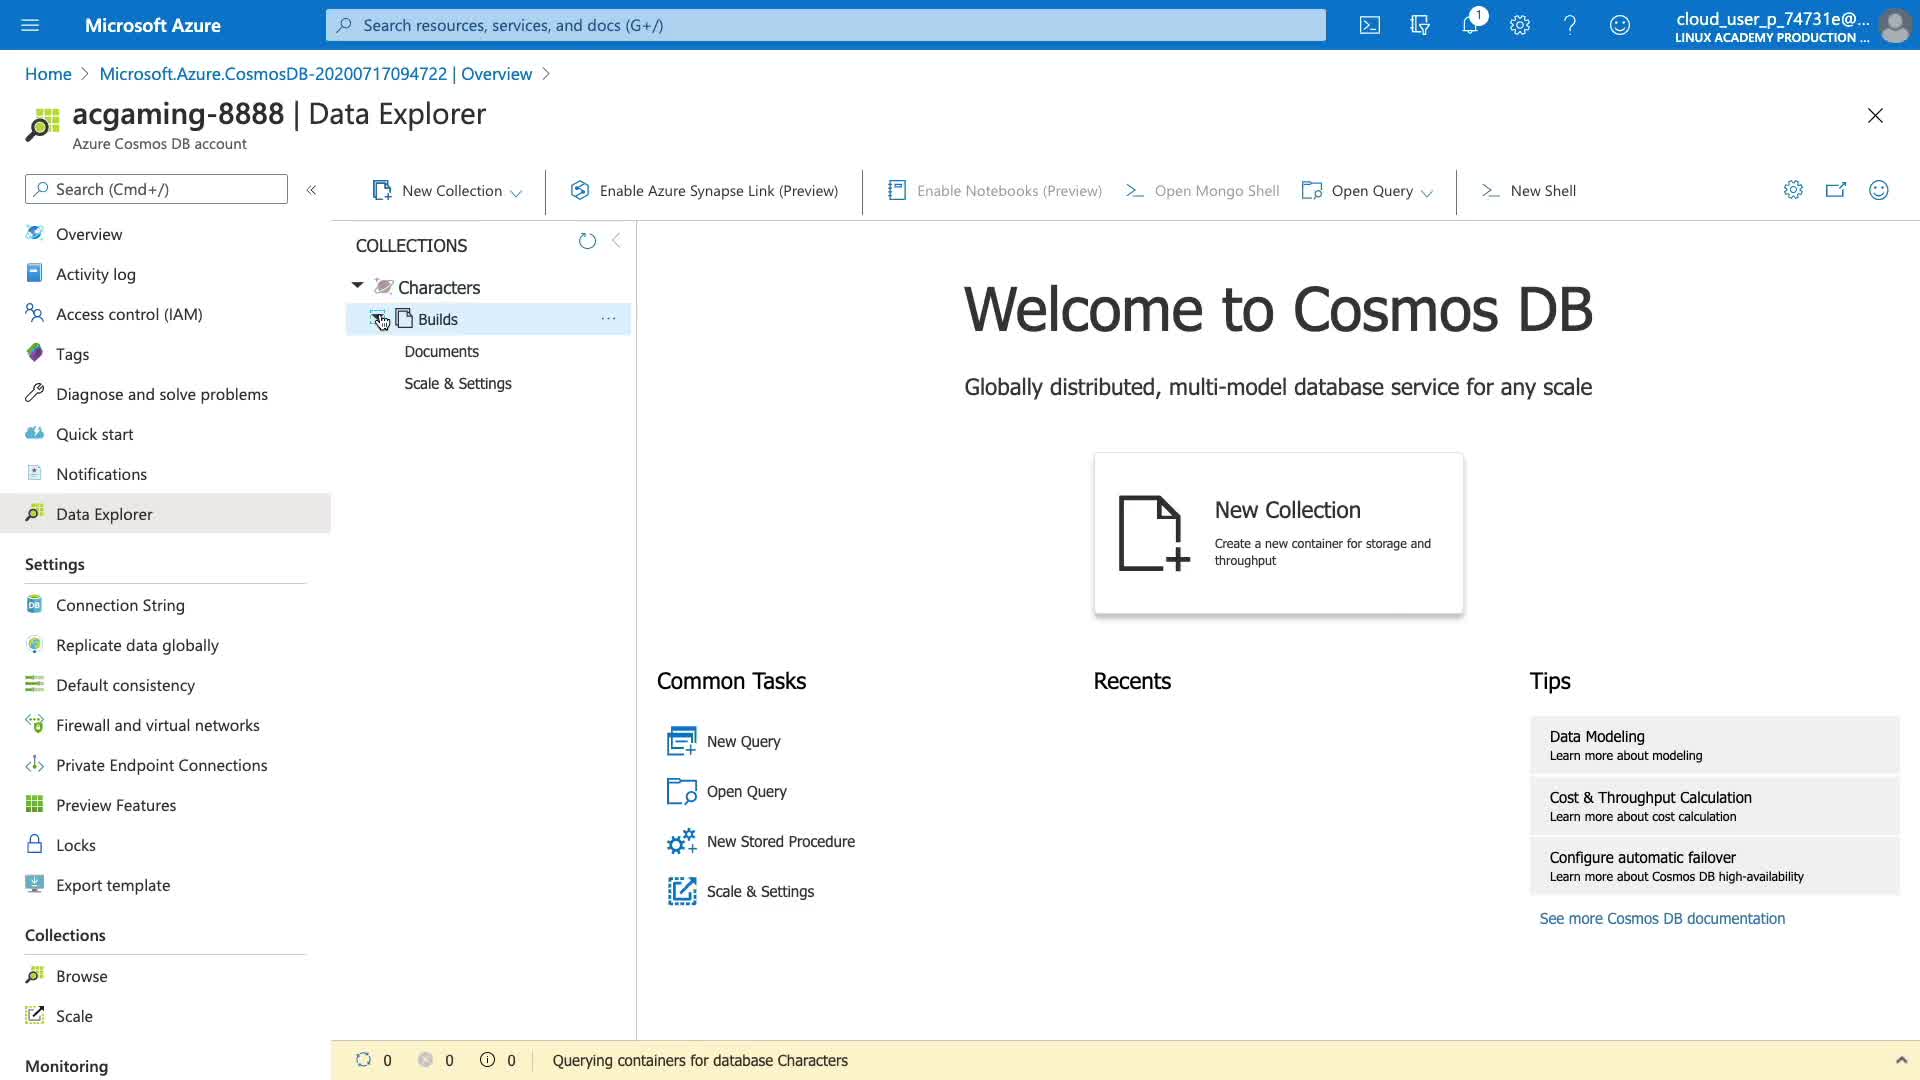 Microsoft Azure
Search resources, services, and docs (G+/)
1
cloud_user_p_74731e@...
LINUX ACADEMY PRODUCTION ...
Home
Microsoft.Azure.CosmosDB-20200717094722 | Overview
acgaming-8888 | Data Explorer
Azure Cosmos DB account
Search (Cmd+/)
New Collection
Enable Azure Synapse Link (Preview)
Enable Notebooks (Preview)
Open Mongo Shell
Open Query
New Shell
Overview
Activity log
Access control (IAM)
Tags
Diagnose and solve problems
Quick start
Notifications
Data Explorer
Settings
Connection String
Replicate data globally
Default consistency
Firewall and virtual networks
Private Endpoint Connections
Preview Features
Locks
Export template
Collections
Browse
Scale
Monitoring
COLLECTIONS
Characters
Builds
...
Documents
Scale & Settings
Welcome to Cosmos DB
Globally distributed, multi-model database service for any scale
New Collection
Create a new container for storage and
throughput
Common Tasks
New Query
Open Query
New Stored Procedure
Scale & Settings
Recents
Tips
Data Modeling
Learn more about modeling
Cost & Throughput Calculation
Learn more about cost calculation
Configure automatic failover
Learn more about Cosmos DB high-availability
See more Cosmos DB documentation
0 0 0 Querying containers for database Characters